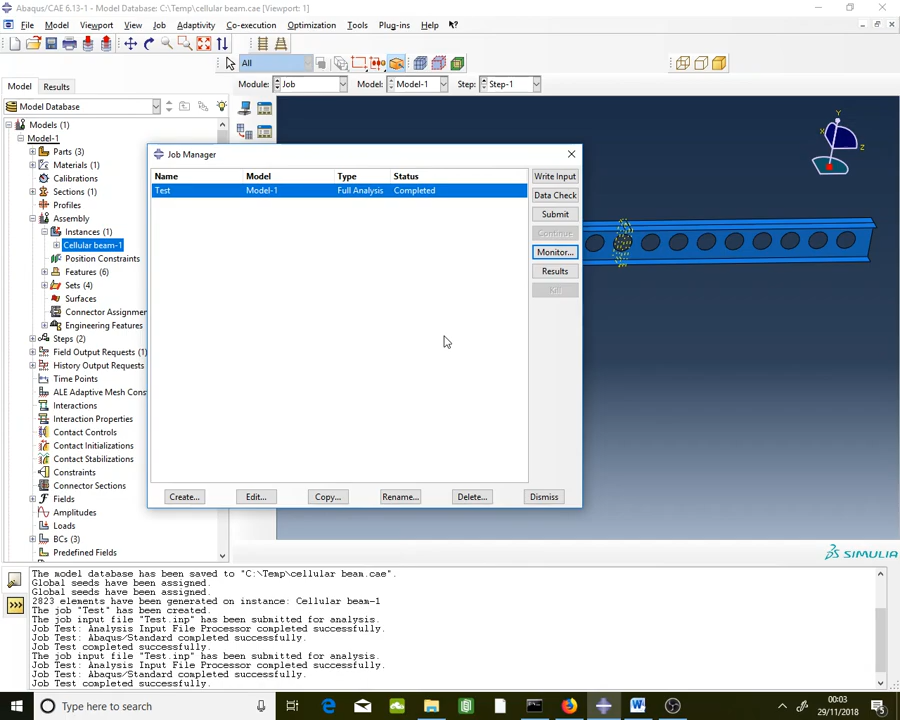 Abaqus/CAE 6.13-1 - Model Database: C:\Temp\cellular beam.cae [Viewport: 1]
File Model Viewport View Job Adaptivity Co-execution Optimization Tools Plug-ins Help
All
Model Results Module: Job Model: Model-1 Step: Step-1
Model Database
Models (1)
Model-1
Parts (3)
Materials (1)
Calibrations
Sections (1)
Profiles
Assembly
Instances (1)
Cellular beam-1
Position Constraints
Features (6)
Sets (4)
Surfaces
Connector Assignmen
Engineering Features
Steps (2)
Field Output Requests (1)
History Output Requests
Time Points
ALE Adaptive Mesh Cons
Interactions
Interaction Properties
Contact Controls
Contact Initializations
Contact Stabilizations
Constraints
Connector Sections
Fields
Amplitudes
Loads
BCs (3)
Predefined Fields
Job Manager
Name Model Type Status
Test Model-1 Full Analysis Completed
Write Input
Data Check
Submit
Continue
Monitor...
Results
Kill
Create... Edit... Copy... Rename... Delete... Dismiss
Y
X
Z
SIMULIA
The model database has been saved to "C:\Temp\cellular beam.cae".
Global seeds have been assigned.
Global seeds have been assigned.
2823 elements have been generated on instance: Cellular beam-1
The job "Test" has been created.
The job input file "Test.inp" has been submitted for analysis.
Job Test: Analysis Input File Processor completed successfully.
Job Test: Abaqus/Standard completed successfully.
Job Test completed successfully.
The job input file "Test.inp" has been submitted for analysis.
Job Test: Analysis Input File Processor completed successfully.
Job Test: Abaqus/Standard completed successfully.
Job Test completed successfully.
Type here to search
00:03
29/11/2018
5